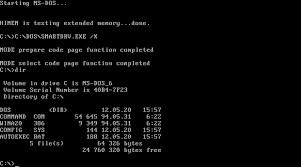 Starting MS-DOS...
HIMEM is testing extended memory...done.
C:\>C:\DOS\SMARTDRV.EXE /X
MODE prepare code page function completed
MODE select code page function completed
C:\>dir
Volume in drive C is MS-DOS_6
Volume Serial Number is 40B4-7F23
Directory of C:\
DOS <DIR> 12.05.20 15:57
COMMAND COM 54 645 94.05.31 6:22
WINA20 386 9 349 94.05.31 6:22
CONFIG SYS 144 12.05.20 15:57
AUTOEXEC BAT 188 12.05.20 15:57
5 file(s) 64 326 bytes
24 760 320 bytes free
C:\>